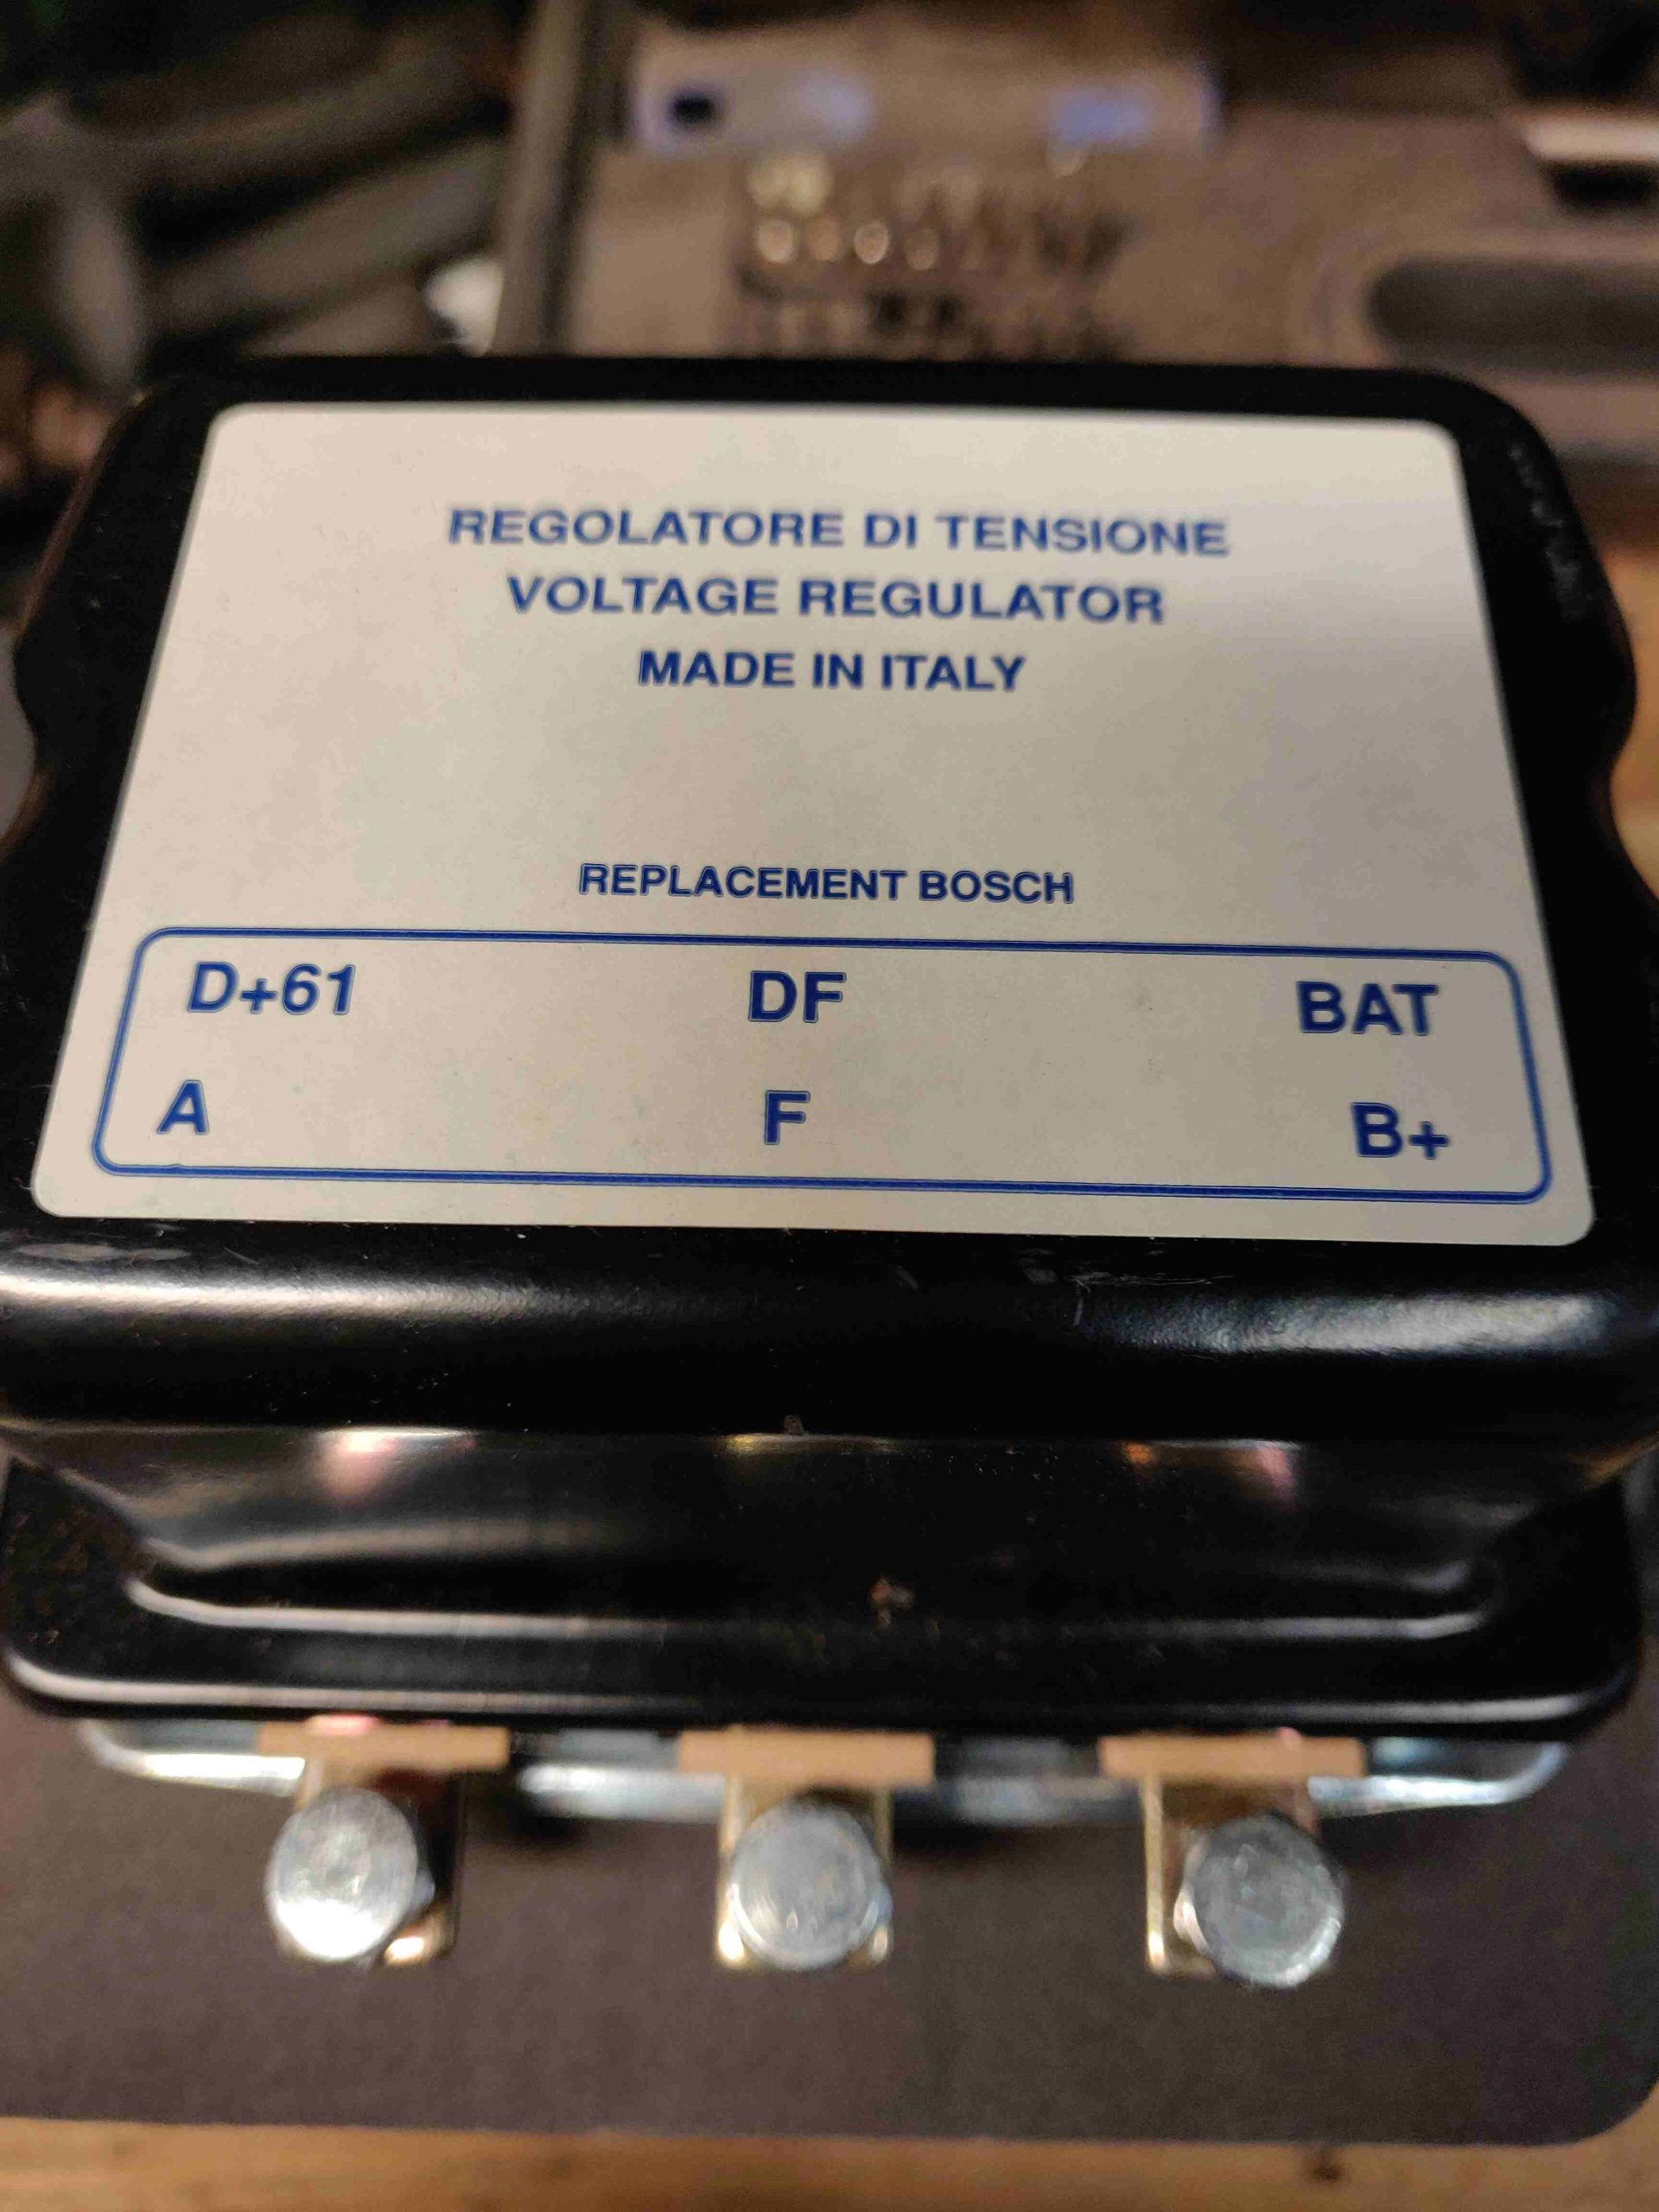 REGOLATORE DI TENSIONE
VOLTAGE REGULATOR
MADE IN ITALY
REPLACEMENT BOSCH
D+61 DF BAT
A F B+